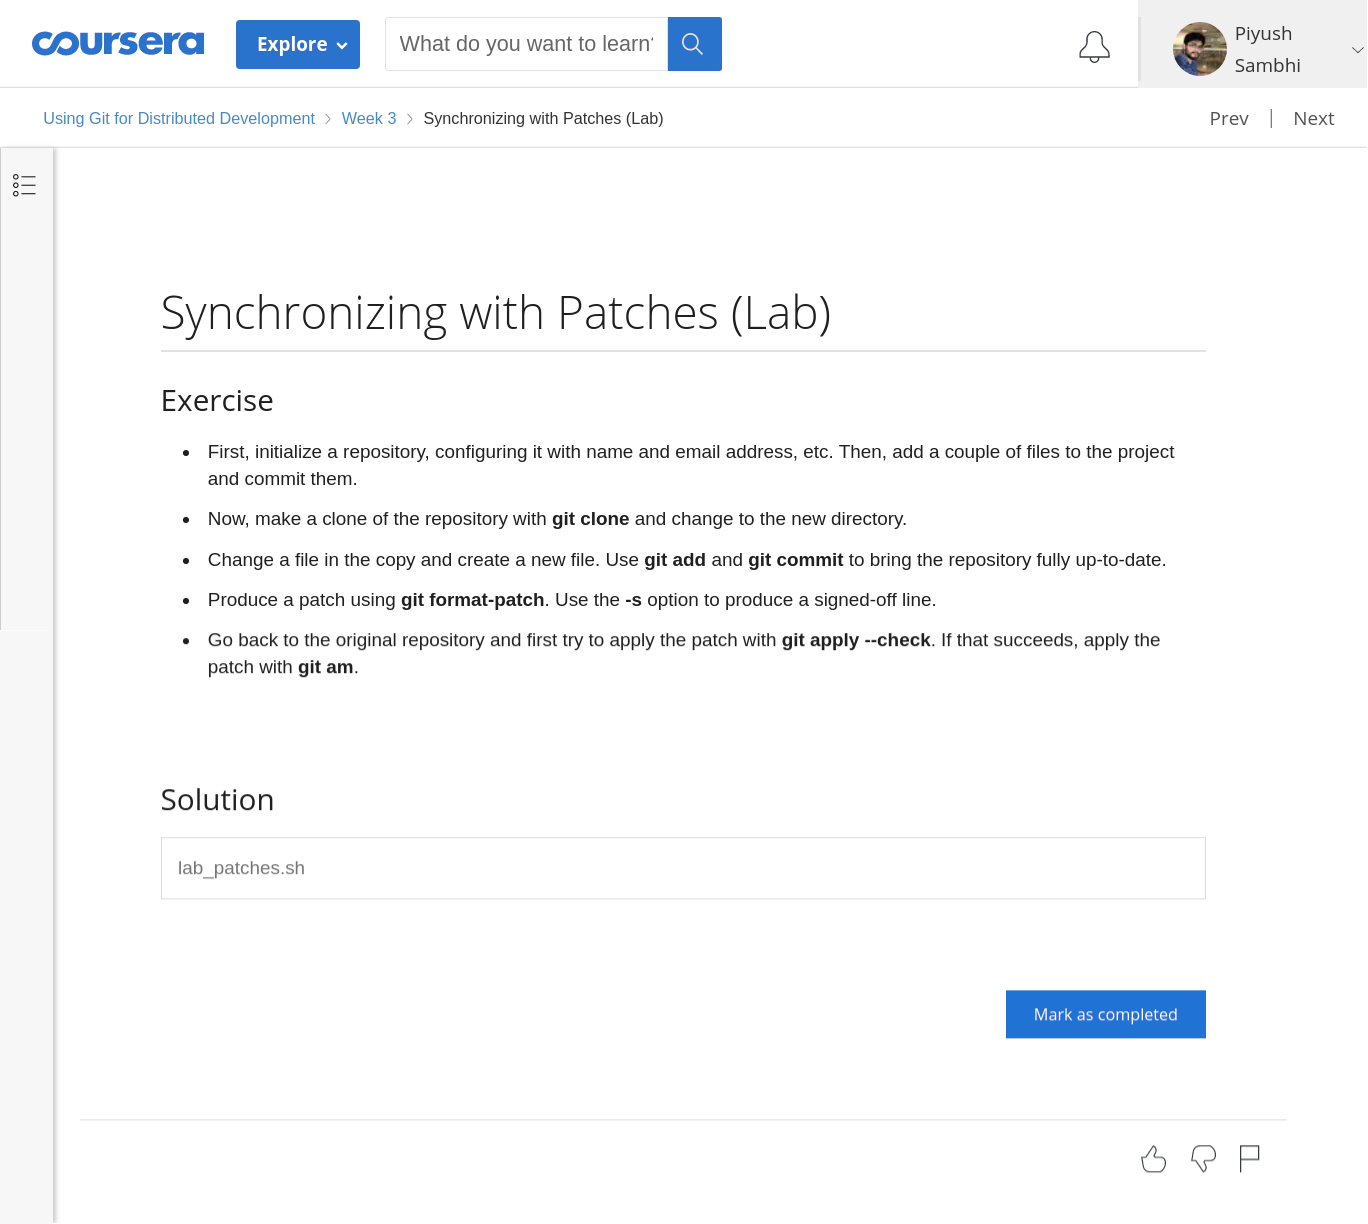 coursera
Explore
What do you want to learn?
Piyush
Sambhi
Using Git for Distributed Development
Week 3
Synchronizing with Patches (Lab)
Prev
Next
Synchronizing with Patches (Lab)
Exercise
First, initialize a repository, configuring it with name and email address, etc. Then, add a couple of files to the project
and commit them.
Now, make a clone of the repository with git clone and change to the new directory.
Change a file in the copy and create a new file. Use git add and git commit to bring the repository fully up-to-date.
Produce a patch using git format-patch. Use the -s option to produce a signed-off line.
Go back to the original repository and first try to apply the patch with git apply --check. If that succeeds, apply the
patch with git am.
Solution
lab_patches.sh
Mark as completed